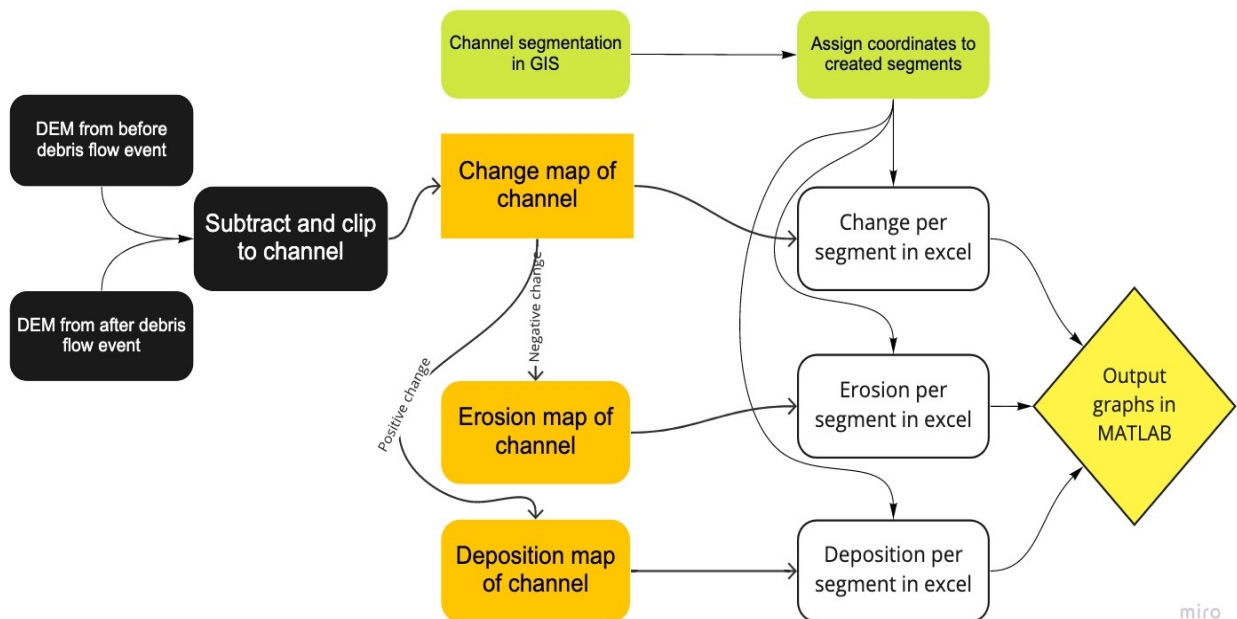 Channel segmentation
in GIS
Assign coordinates to
created segments
DEM from before
debris flow event
Subtract and clip
to channel
DEM from after debris
flow event
Change map of
channel
Negative change
Positive change
Erosion map of
channel
Deposition map
of channel
Change per
segment in excel
Erosion per
segment in excel
Deposition per
segment in excel
Output
graphs in
MATLAB
miro